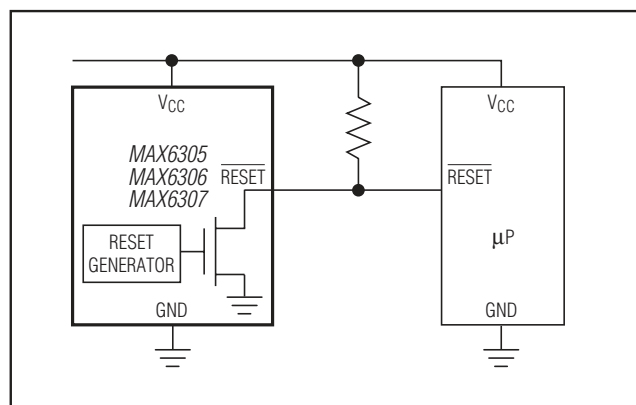 VCC
MAX6305
MAX6306
MAX6307
RESET
RESET
GENERATOR
GND
VCC
RESET
µP
GND